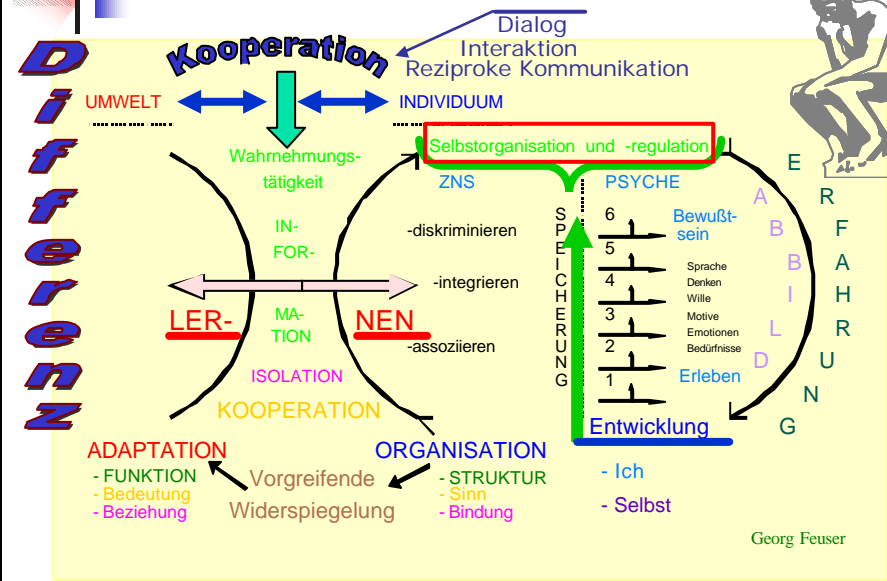 Differenz
Kooperation
Dialog
Interaktion
Reziproke Kommunikation
UMWELT
INDIVIDUUM
Wahrnehmungs-
tätigkeit
IN-
FOR-
MA-
TION
LER- NEN
ISOLATION
KOOPERATION
Selbstorganisation und -regulation
ZNS
PSYCHE
-diskriminieren
-integrieren
-assoziieren
SPEICHERUNG
6
5
4
3
2
1
Bewußt-
sein
Sprache
Denken
Wille
Motive
Emotionen
Bedürfnisse
Erleben
ABBBILD
ERFAHRUNG
Entwicklung
- Ich
- Selbst
ADAPTATION
- FUNKTION
- Bedeutung
- Beziehung
Vorgreifende
Widerspiegelung
ORGANISATION
- STRUKTUR
- Sinn
- Bindung
Georg Feuser